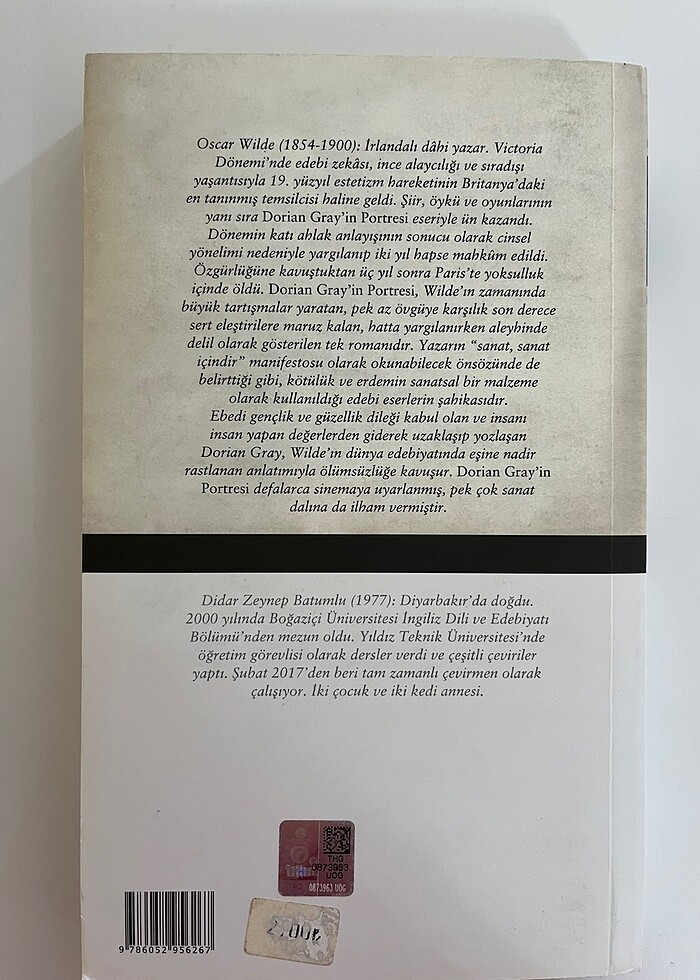 Oscar Wilde (1854-1900): İrlandalı dâhi yazar. Victoria
Dönemi'nde edebi zekâsı, ince alaycılığı ve sıradışı
yaşantısıyla 19. yüzyıl estetizm hareketinin Britanya'daki
en tanınmış temsilcisi haline geldi. Şiir, öykü ve oyunlarının
yanı sıra Dorian Gray'in Portresi eseriyle ün kazandı.
Dönemin katı ahlak anlayışının sonucu olarak cinsel
yönelimi nedeniyle yargılanıp iki yıl hapse mahkûm edildi.
Özgürlüğüne kavuştuktan üç yıl sonra Paris'te yoksulluk
içinde öldü. Dorian Gray'in Portresi, Wilde'ın zamanında
büyük tartışmalar yaratan, pek az övgüye karşılık son derece
sert eleştirilere maruz kalan, hatta yargılanırken aleyhinde
delil olarak gösterilen tek romanıdır. Yazarın "sanat, sanat
içindir" manifestosu olarak okunabilecek önsözünde de
belirttiği gibi, kötülük ve erdemin sanatsal bir malzeme
olarak kullanıldığı edebi eserlerin şahikasıdır.
Ebedi gençlik ve güzellik dileği kabul olan ve insanı
insan yapan değerlerden giderek uzaklaşıp yozlaşan
Dorian Gray, Wilde'ın dünya edebiyatında eşine nadir
rastlanan anlatımıyla ölümsüzlüğe kavuşur. Dorian Gray'in
Portresi defalarca sinemaya uyarlanmış, pek çok sanat
dalına da ilham vermiştir.
Didar Zeynep Batumlu (1977): Diyarbakır'da doğdu.
2000 yılında Boğaziçi Üniversitesi İngiliz Dili ve Edebiyatı
Bölümü'nden mezun oldu. Yıldız Teknik Üniversitesi'nde
öğretim görevlisi olarak dersler verdi ve çeşitli çeviriler
yaptı. Şubat 2017'den beri tam zamanlı çevirmen olarak
çalışıyor. İki çocuk ve iki kedi annesi.
THG
0873963
UOG
0873963 UOG
9 786052 956267